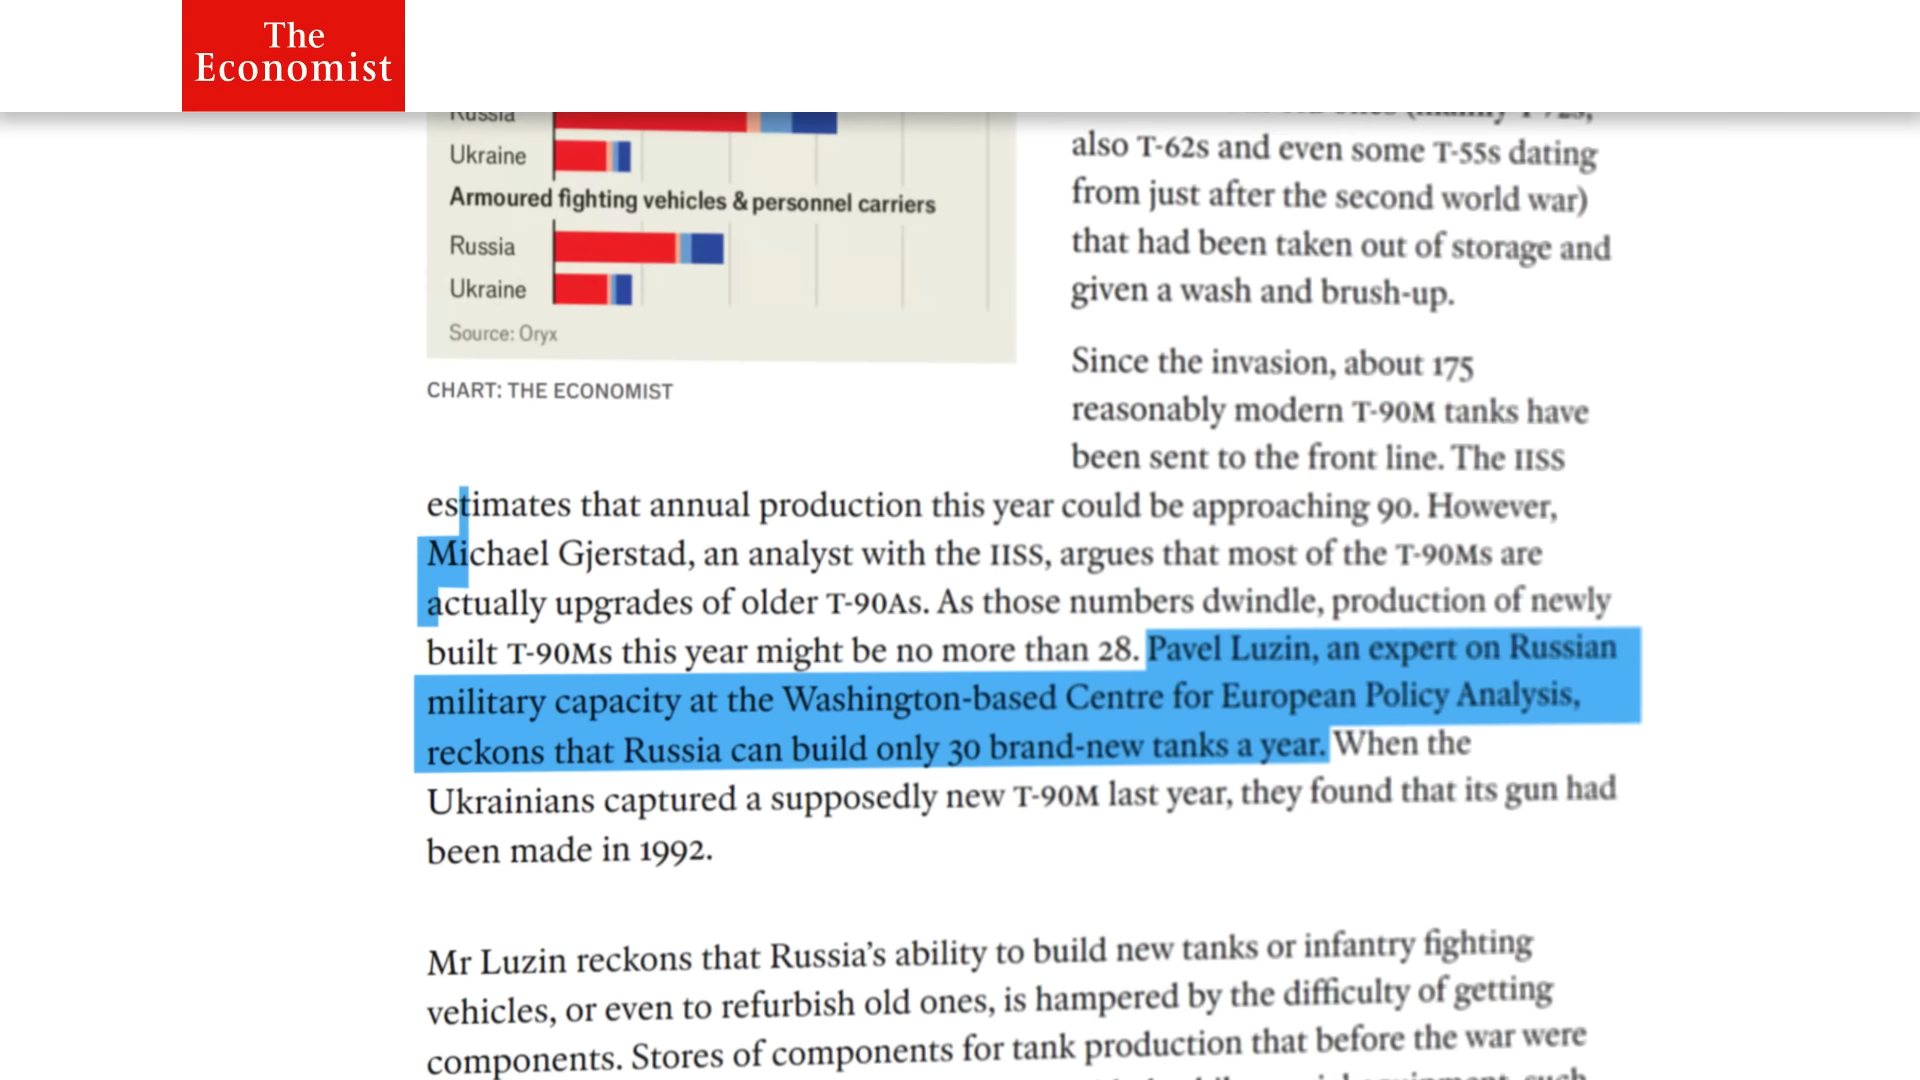 The
Economist
Russia
Ukraine
Armoured fighting vehicles & personnel carriers
Russia
Ukraine
Source: Oryx
CHART: THE ECONOMIST
also T-62s and even some T-55s dating
from just after the second world war)
that had been taken out of storage and
given a wash and brush-up.
Since the invasion, about 175
reasonably modern T-90M tanks have
been sent to the front line. The IISS
estimates that annual production this year could be approaching 90. However,
Michael Gjerstad, an analyst with the IISS, argues that most of the T-90Ms are
actually upgrades of older T-90As. As those numbers dwindle, production of newly
built T-90Ms this year might be no more than 28. Pavel Luzin, an expert on Russian
military capacity at the Washington-based Centre for European Policy Analysis,
reckons that Russia can build only 30 brand-new tanks a year. When the
Ukrainians captured a supposedly new T-90M last year, they found that its gun had
been made in 1992.
Mr Luzin reckons that Russia’s ability to build new tanks or infantry fighting
vehicles, or even to refurbish old ones, is hampered by the difficulty of getting
components. Stores of components for tank production that before the war were